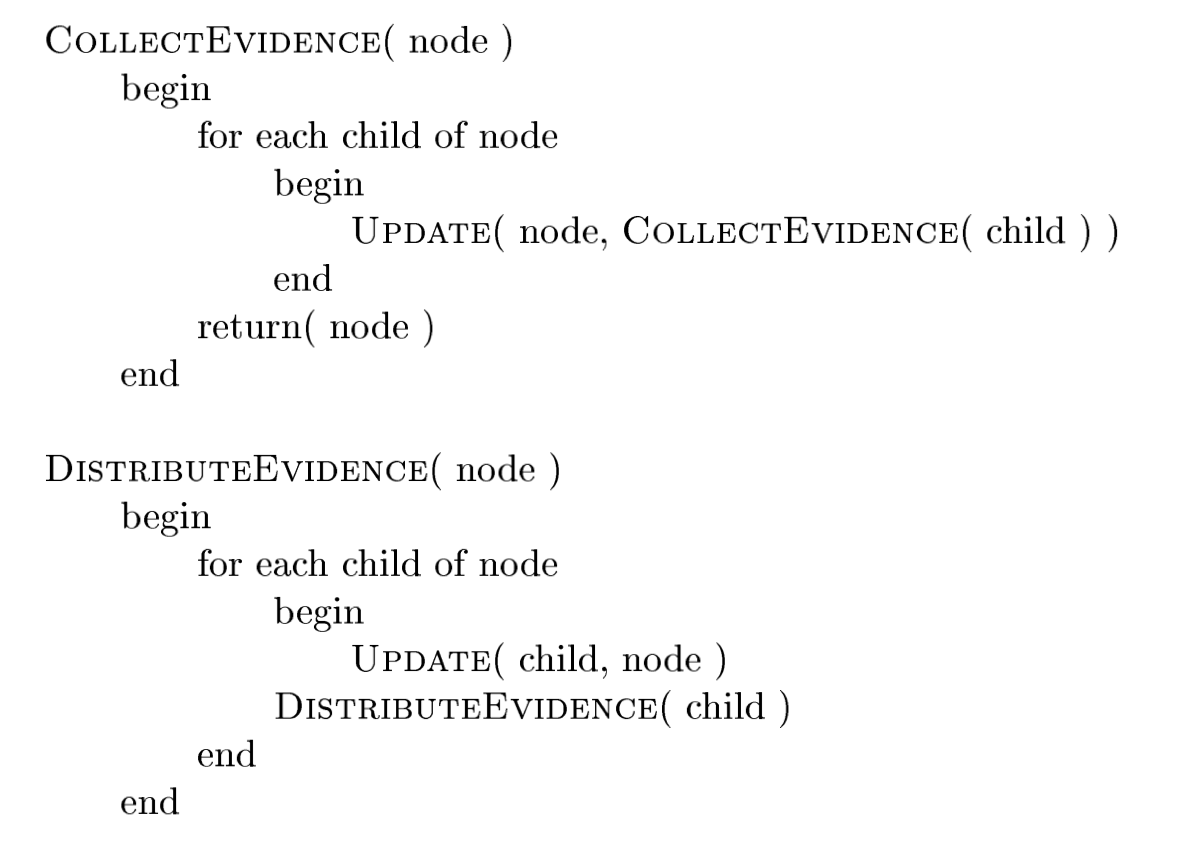 COLLECTEVIDENCE( node )
begin
for each child of node
begin
UPDATE( node, COLLECTEVIDENCE( child ) )
end
return( node )
end
DISTRIBUTEEVIDENCE( node )
begin
for each child of node
begin
UPDATE( child, node )
DISTRIBUTEEVIDENCE( child )
end
end